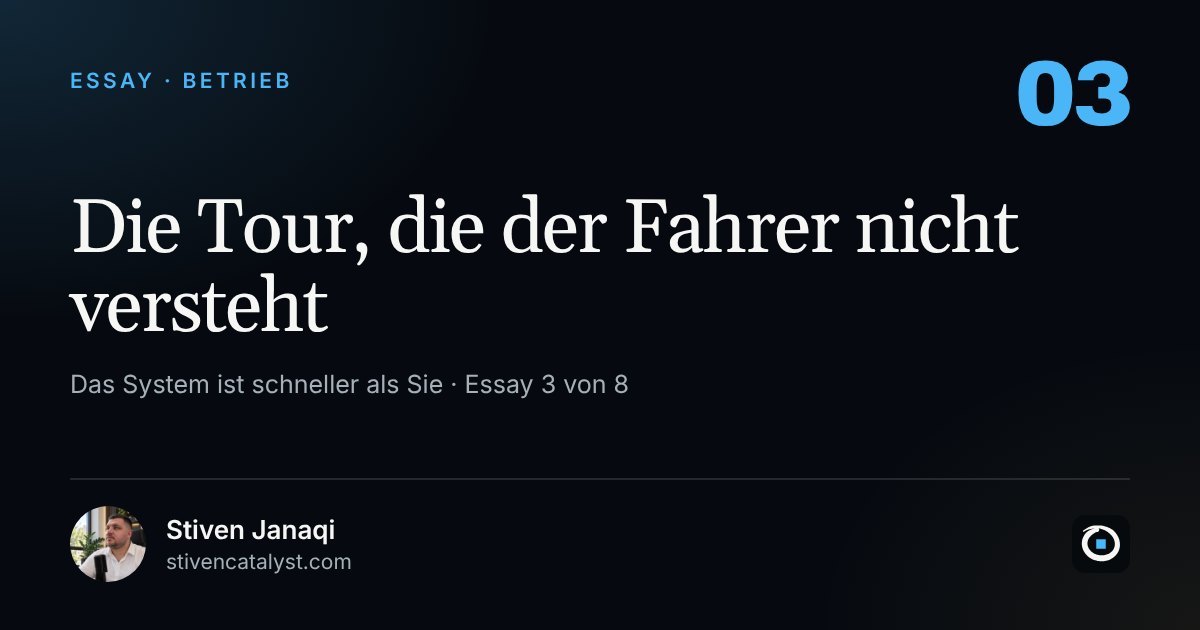 ESSAY · BETRIEB
03
Die Tour, die der Fahrer nicht
versteht
Das System ist schneller als Sie · Essay 3 von 8
Stiven Janaqi
stivencatalyst.com